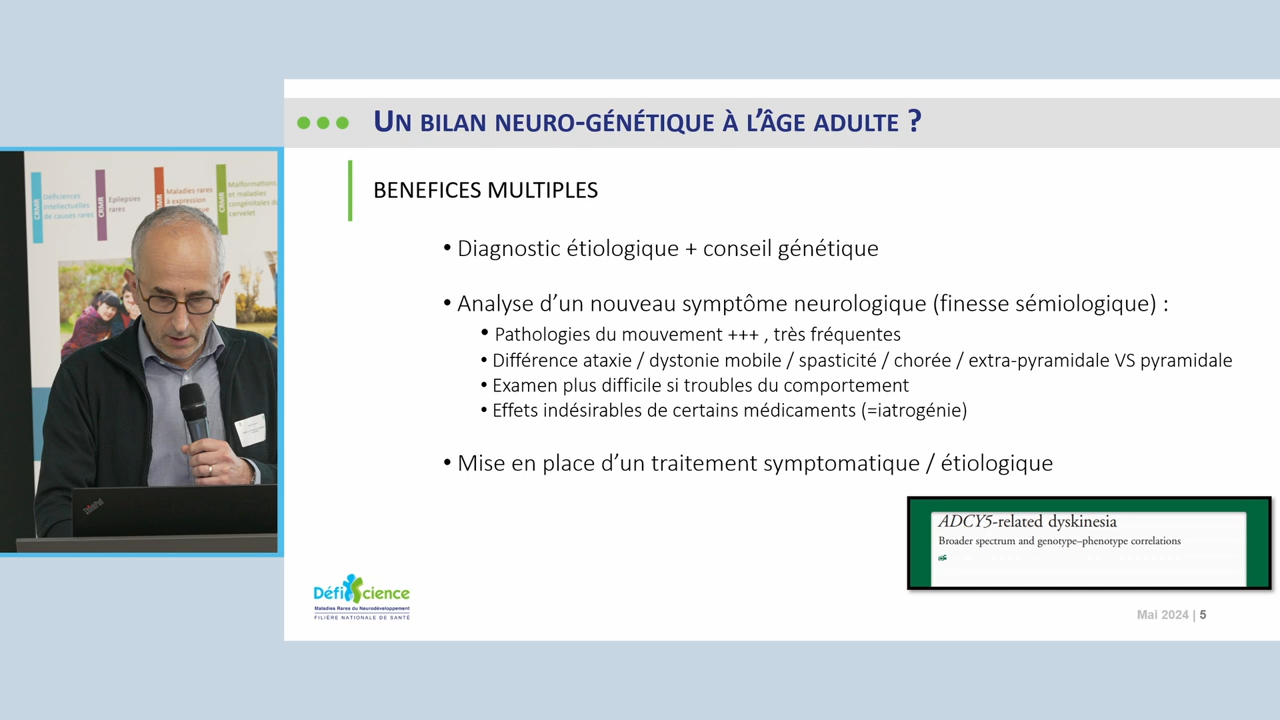 UN BILAN NEURO-GÉNÉTIQUE À L'ÂGE ADULTE ?
BENEFICES MULTIPLES
• Diagnostic étiologique + conseil génétique
• Analyse d'un nouveau symptôme neurologique (finesse sémiologique) :
• Pathologies du mouvement +++ , très fréquentes
• Différence ataxie / dystonie mobile / spasticité / chorée / extra-pyramidale VS pyramidale
• Examen plus difficile si troubles du comportement
• Effets indésirables de certains médicaments (=iatrogénie)
• Mise en place d'un traitement symptomatique / étiologique
ADCY5-related dyskinesia
Broader spectrum and genotype–phenotype correlations
DéfiScience
Maladies Rares du Neurodéveloppement
FILIÈRE NATIONALE DE SANTÉ
Mai 2024 | 5
CRMR
Déficiences
intellectuelles
de causes rares
CRMR
Epilepsies
rares
CRMR
Maladies rares
à expression
CRMR
Malformations
et maladies
congénitales du
cervelet
ThinkPad